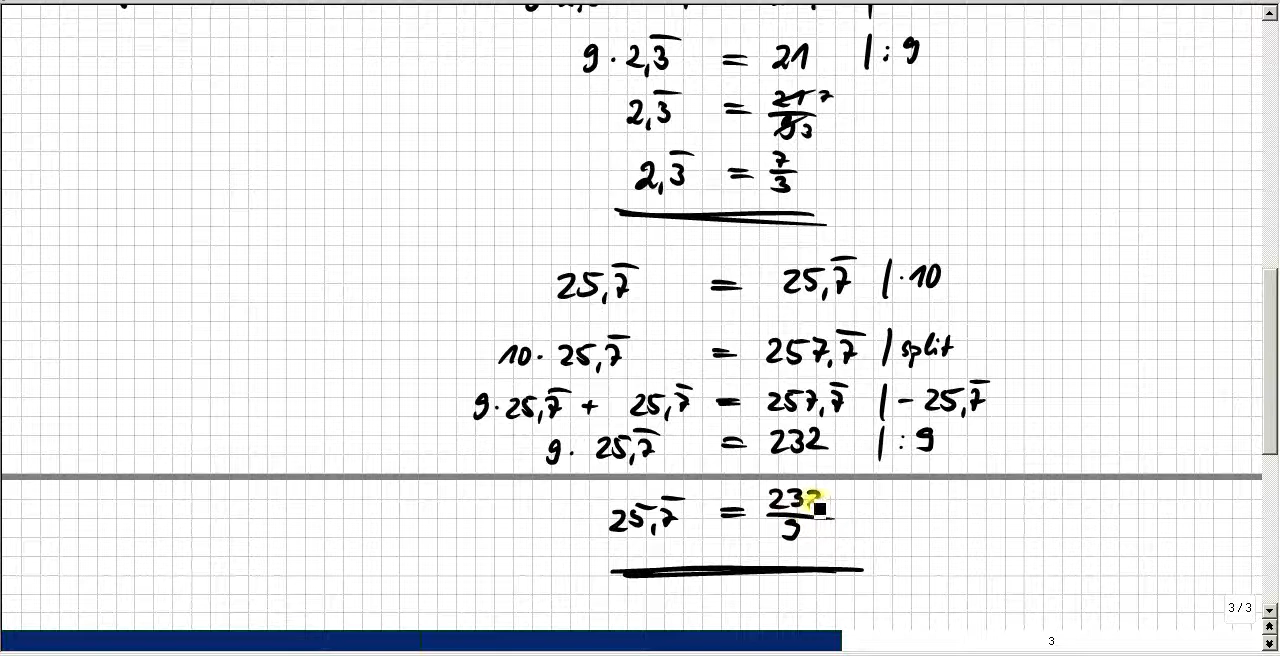 9 · 2,3̅ = 21 | : 9
2,3̅ = 21 7 / 9 3
2,3̅ = 7/3
25,7̅ = 25,7̅ | · 10
10 · 25,7̅ = 257,7̅ | split
9 · 25,7̅ + 25,7̅ = 257,7̅ | − 25,7̅
9 · 25,7̅ = 232 | : 9
25,7̅ = 232/9
3/3
3